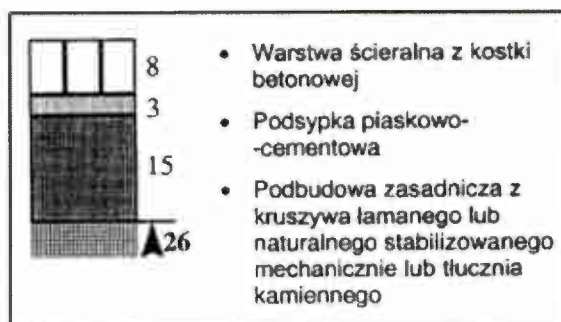 8
3
15
26
• Warstwa ścieralna z kostki
betonowej
• Podsypka piaskowo-
-cementowa
• Podbudowa zasadnicza z
kruszywa łamanego lub
naturalnego stabilizowanego
mechanicznie lub tłucznia
kamiennego